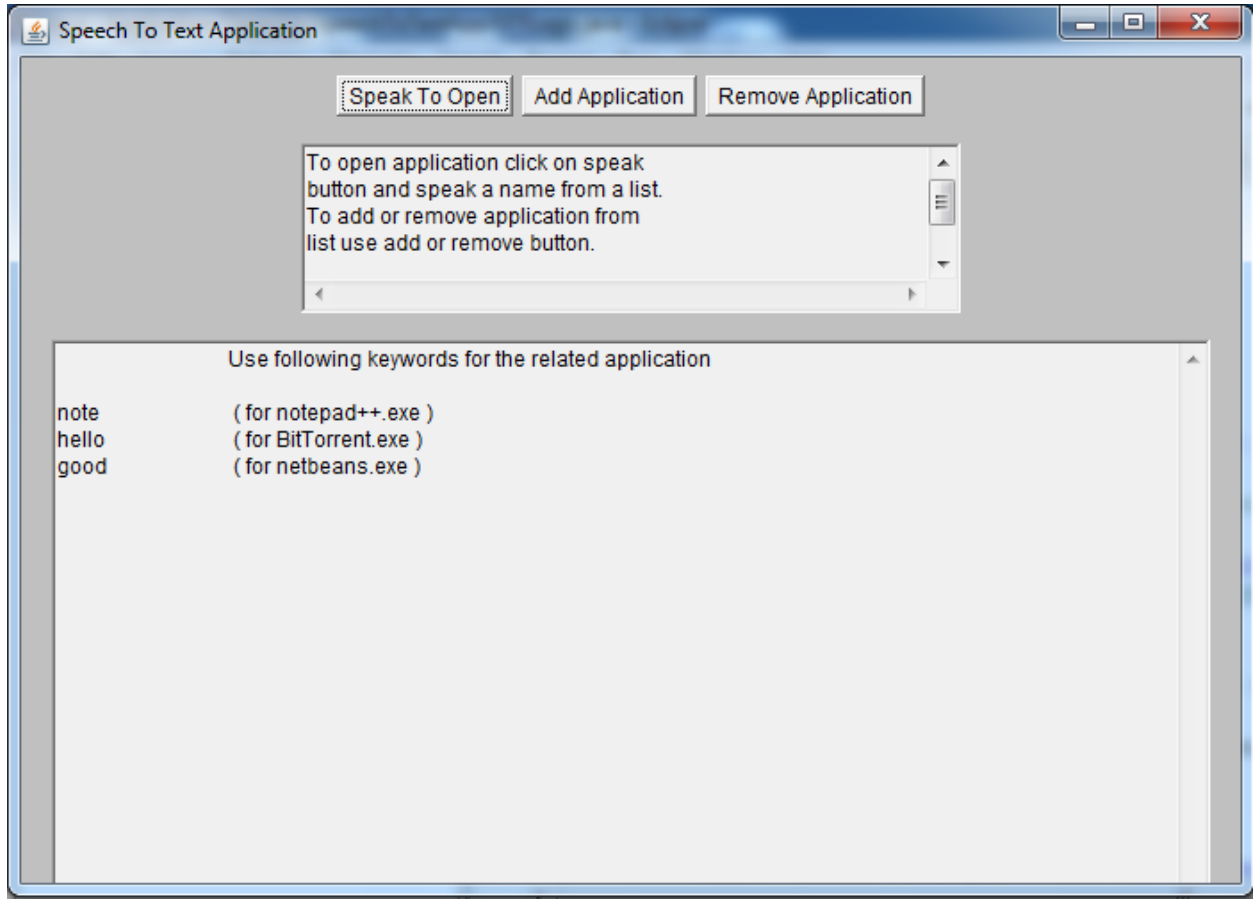 Speech To Text Application
Speak To Open Add Application Remove Application
To open application click on speak
button and speak a name from a list.
To add or remove application from
list use add or remove button.
Use following keywords for the related application
note ( for notepad++.exe )
hello ( for BitTorrent.exe )
good ( for netbeans.exe )